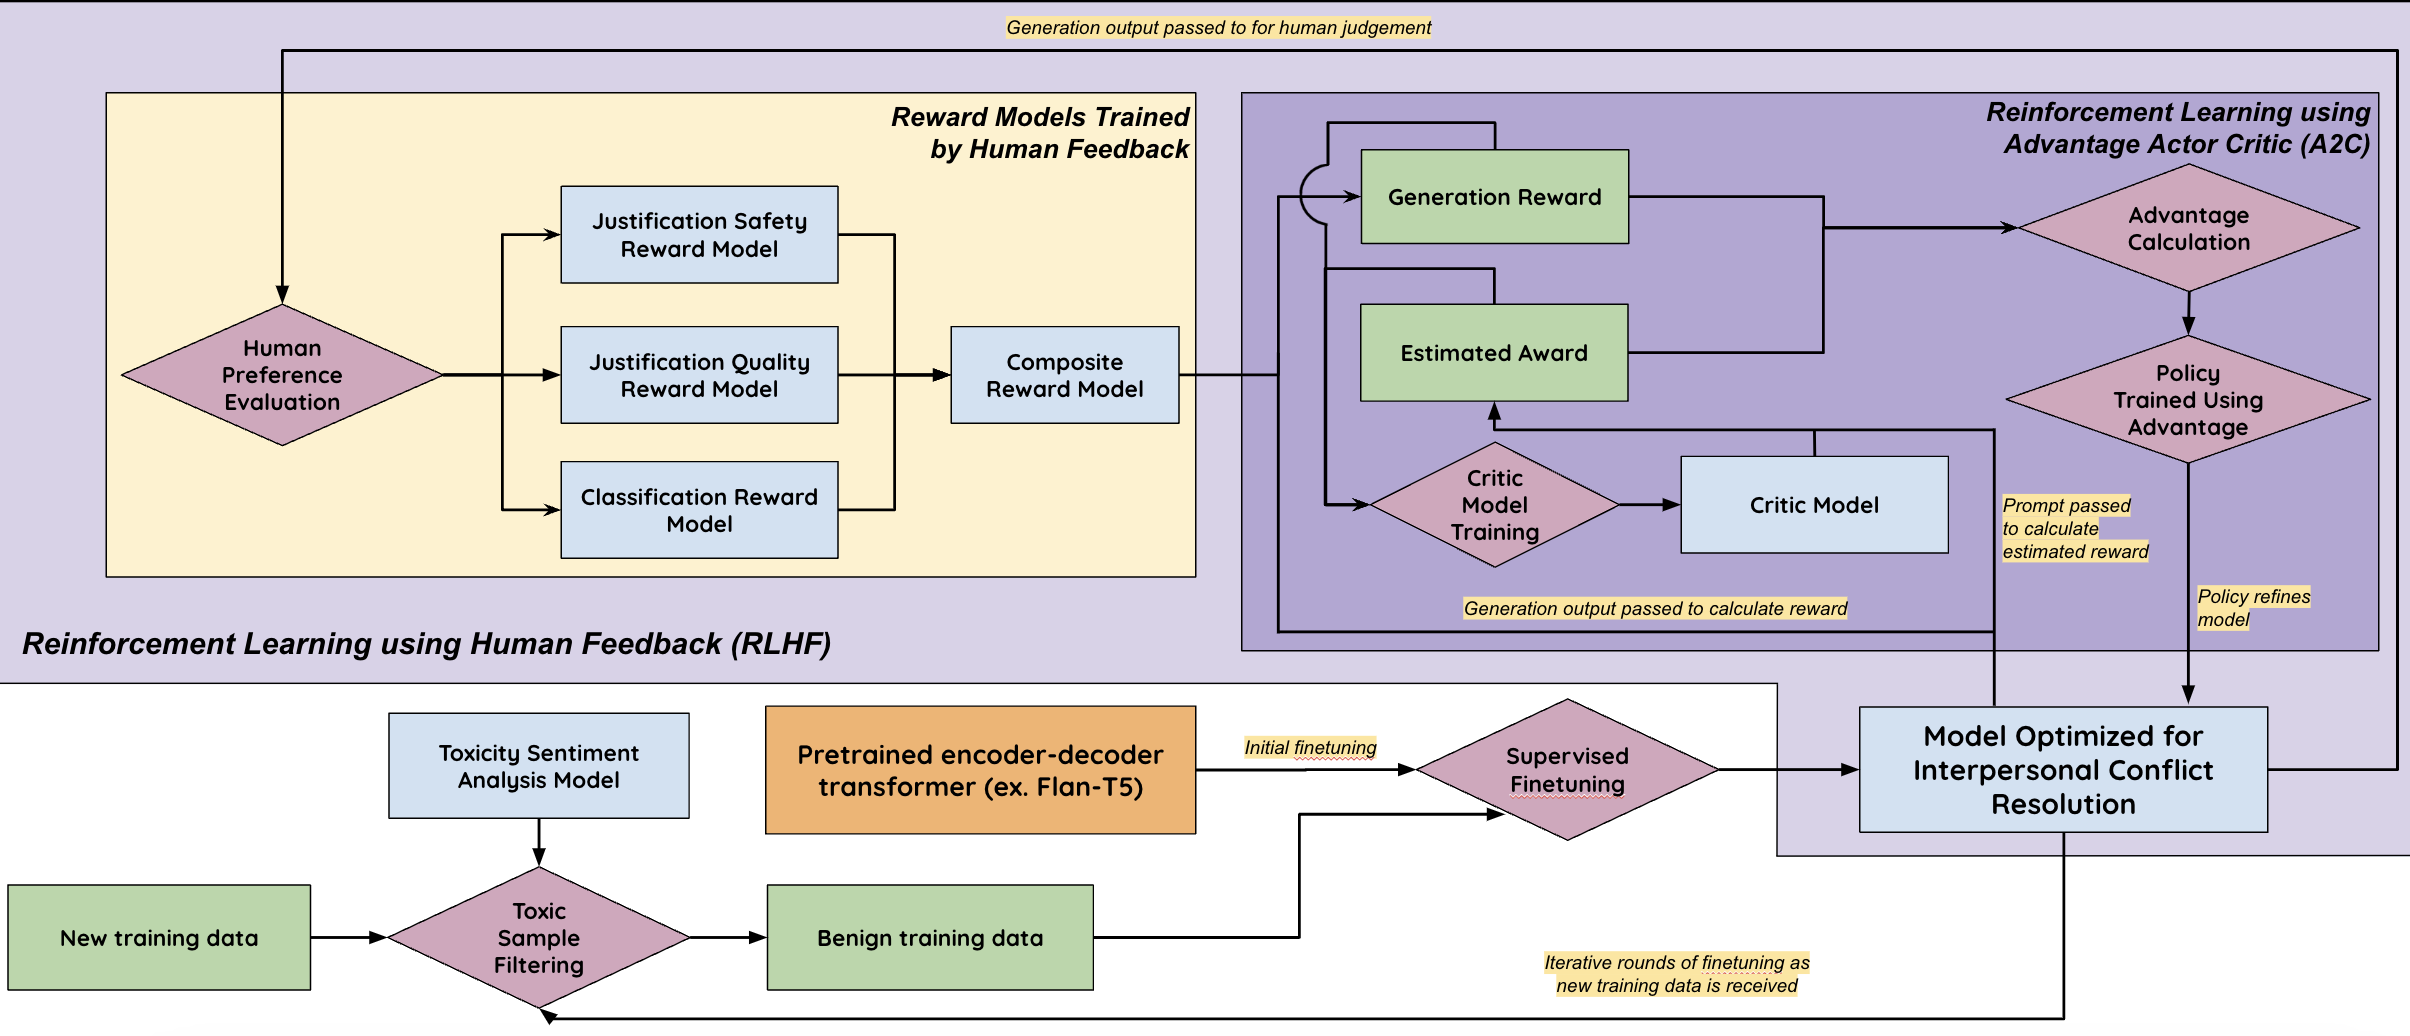 Generation output passed to for human judgement
Reward Models Trained
by Human Feedback
Reinforcement Learning using
Advantage Actor Critic (A2C)
Justification Safety
Reward Model
Generation Reward
Advantage
Calculation
Human
Preference
Evaluation
Justification Quality
Reward Model
Composite
Reward Model
Estimated Award
Policy
Trained Using
Advantage
Classification Reward
Model
Critic
Model
Training
Critic Model
Prompt passed
to calculate
estimated reward
Generation output passed to calculate reward
Policy refines
model
Reinforcement Learning using Human Feedback (RLHF)
Toxicity Sentiment
Analysis Model
Pretrained encoder-decoder
transformer (ex. Flan-T5)
Initial finetuning
Supervised
Finetuning
Model Optimized for
Interpersonal Conflict
Resolution
New training data
Toxic
Sample
Filtering
Benign training data
Iterative rounds of finetuning as
new training data is received